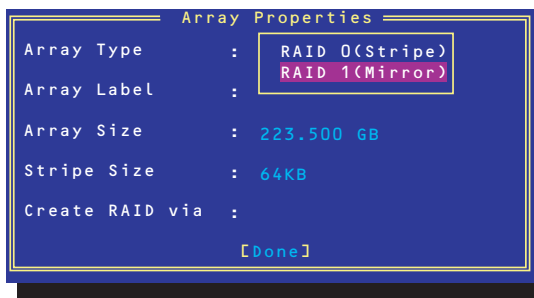 Array Properties
Array Type : RAID 0(Stripe)
RAID 1(Mirror)
Array Label :
Array Size : 223.500 GB
Stripe Size : 64KB
Create RAID via :
[Done]